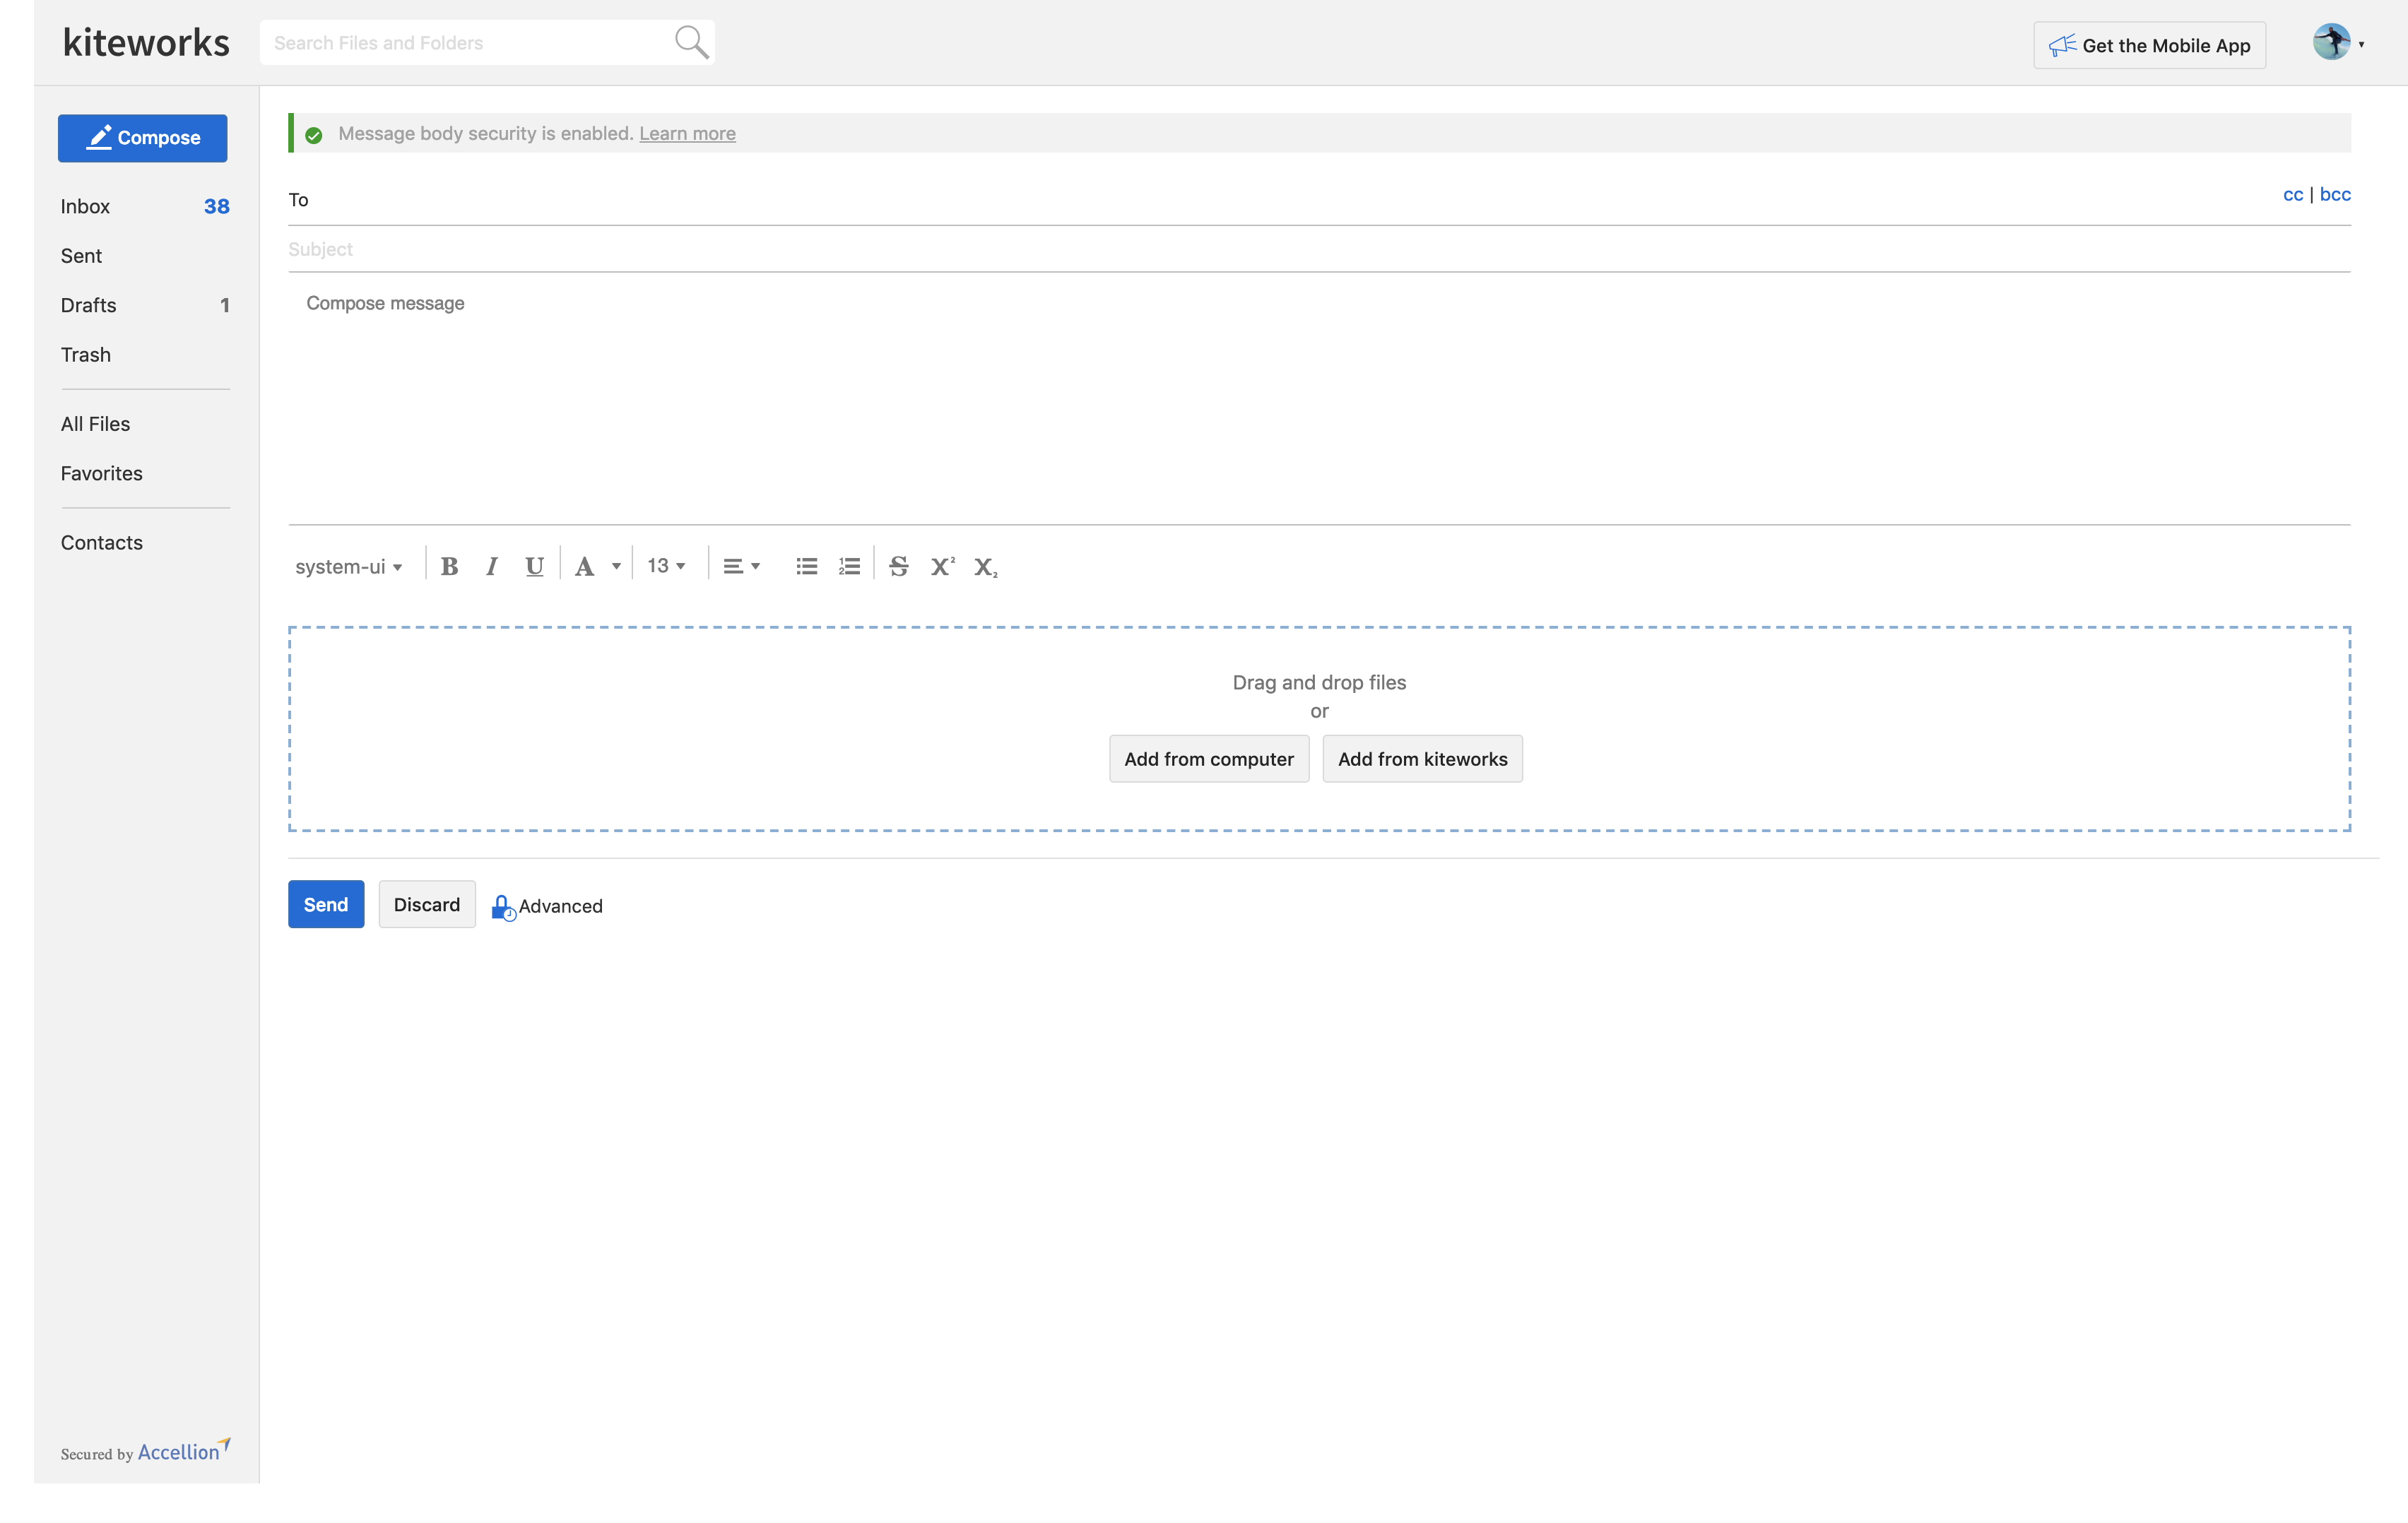 kiteworks
Search Files and Folders
Get the Mobile App
Compose
Inbox 38
Sent
Drafts 1
Trash
All Files
Favorites
Contacts
Secured by Accellion
Message body security is enabled. Learn more
To
cc | bcc
Subject
Compose message
system-ui B I U A 13 S X² X₂
Drag and drop files
or
Add from computer Add from kiteworks
Send Discard Advanced